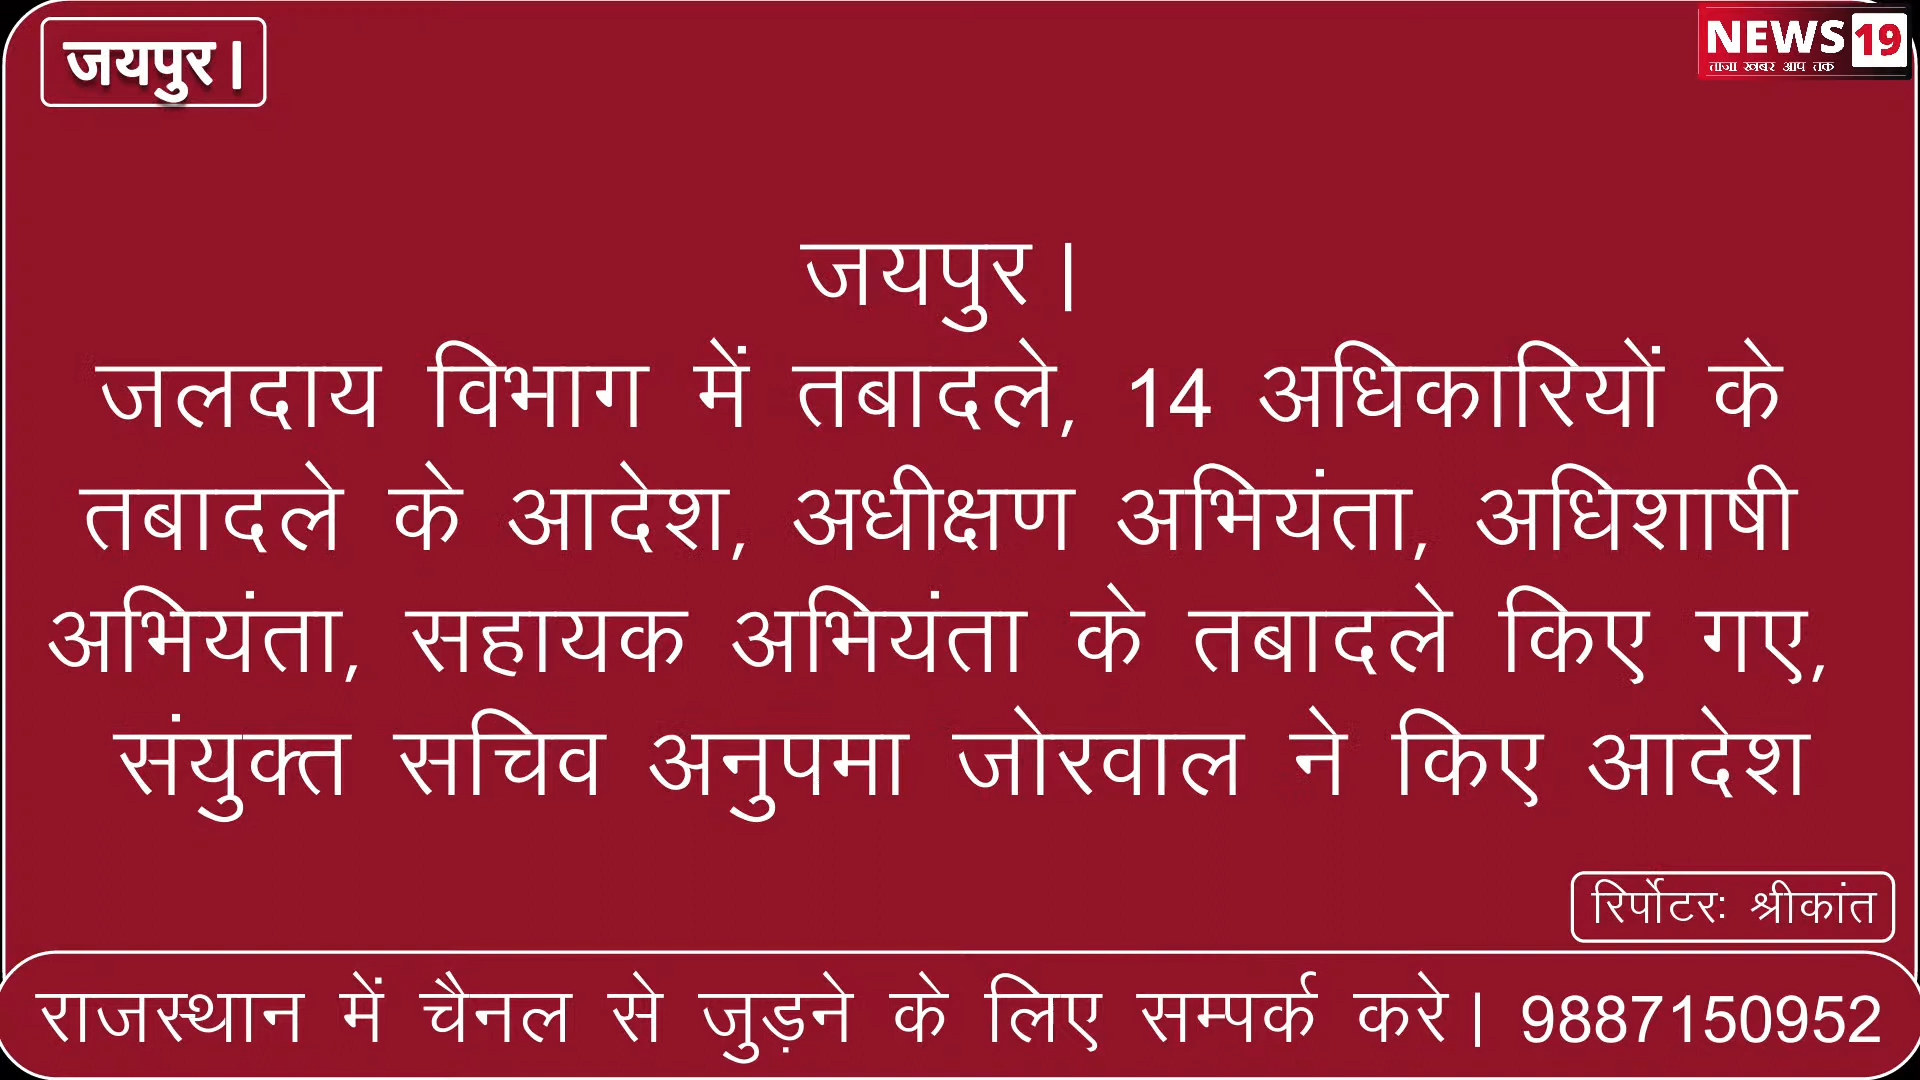 जयपुर।
NEWS 19
ताजा खबर आप तक
जयपुर।
जलदाय विभाग में तबादले, 14 अधिकारियों के
तबादले के आदेश, अधीक्षण अभियंता, अधिशाषी
अभियंता, सहायक अभियंता के तबादले किए गए,
संयुक्त सचिव अनुपमा जोरवाल ने किए आदेश
रिर्पोटरः श्रीकांत
राजस्थान में चैनल से जुड़ने के लिए सम्पर्क करे। 9887150952